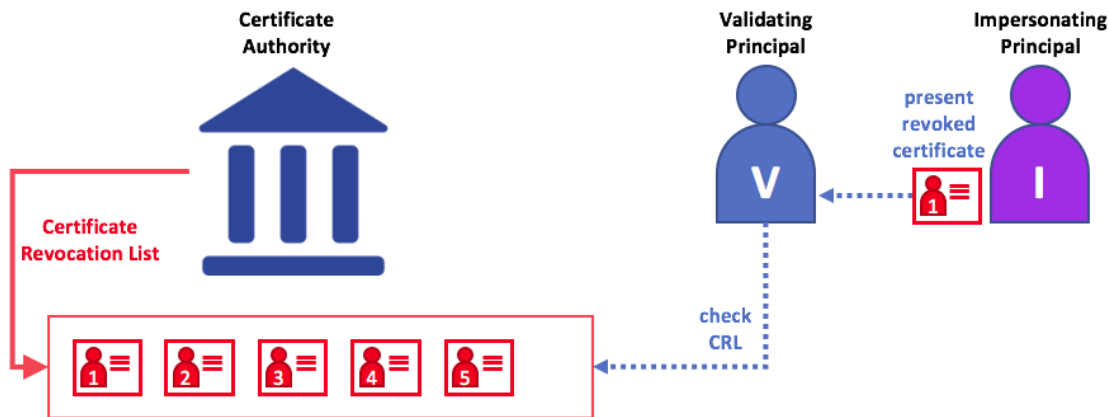 Certificate
Authority
Validating
Principal
Impersonating
Principal
present
revoked
certificate
V
1
I
Certificate
Revocation List
check
CRL
1
2
3
4
5